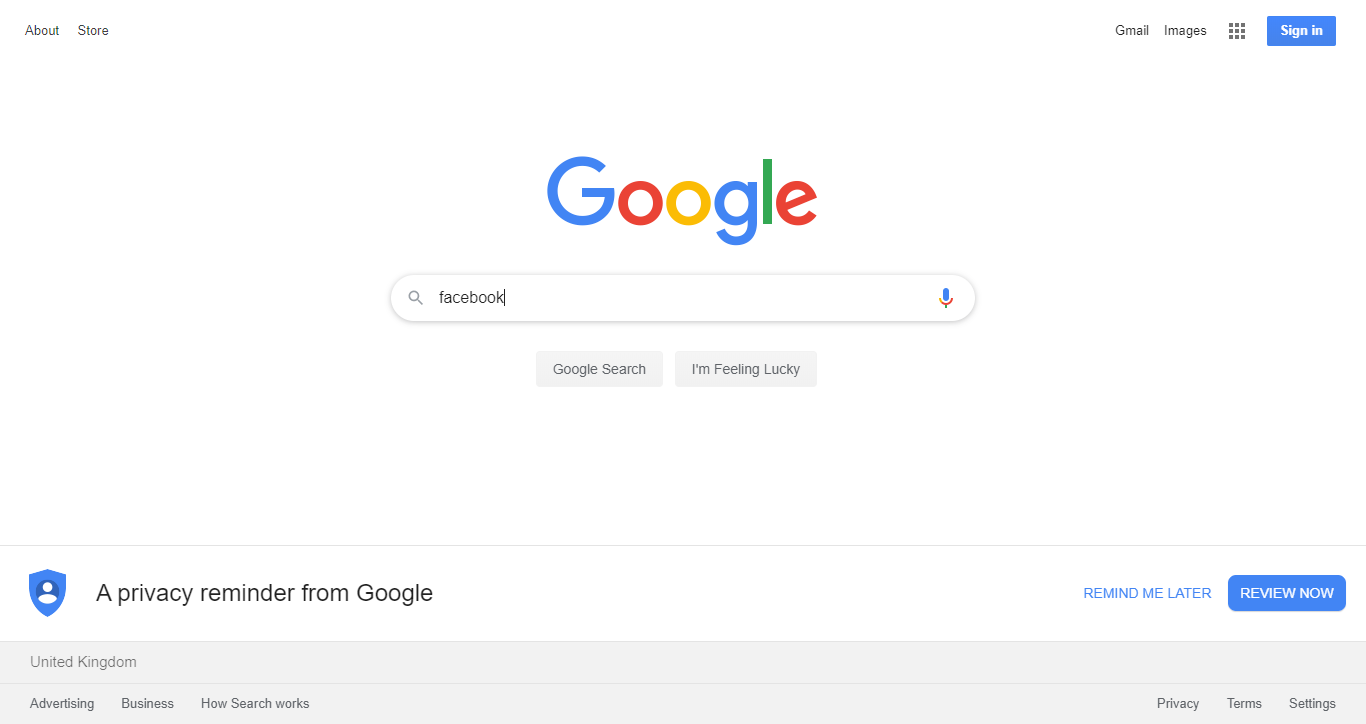 About Store Gmail Images Sign in
Google
facebook
Google Search I'm Feeling Lucky
A privacy reminder from Google REMIND ME LATER REVIEW NOW
United Kingdom
Advertising Business How Search works Privacy Terms Settings